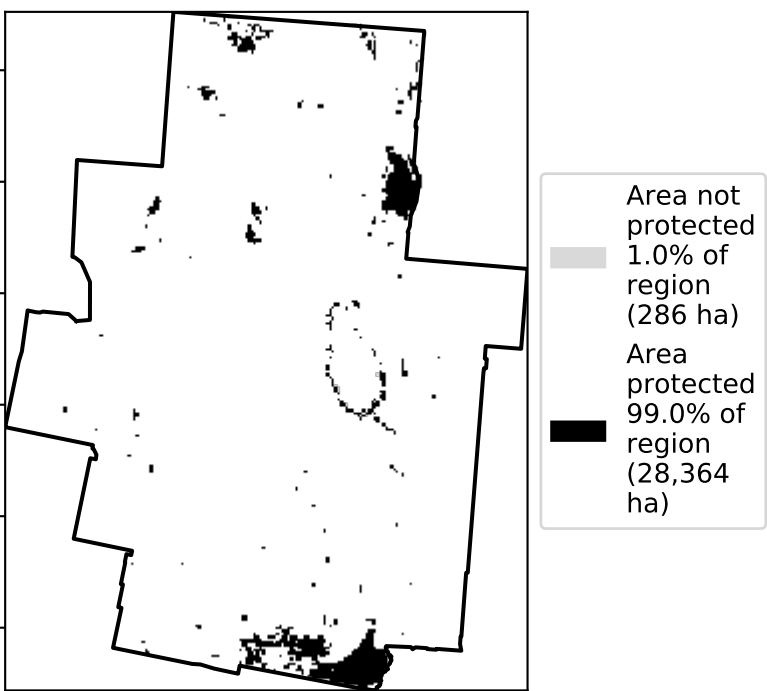 Area not
protected
1.0% of
region
(286 ha)
Area
protected
99.0% of
region
(28,364
ha)